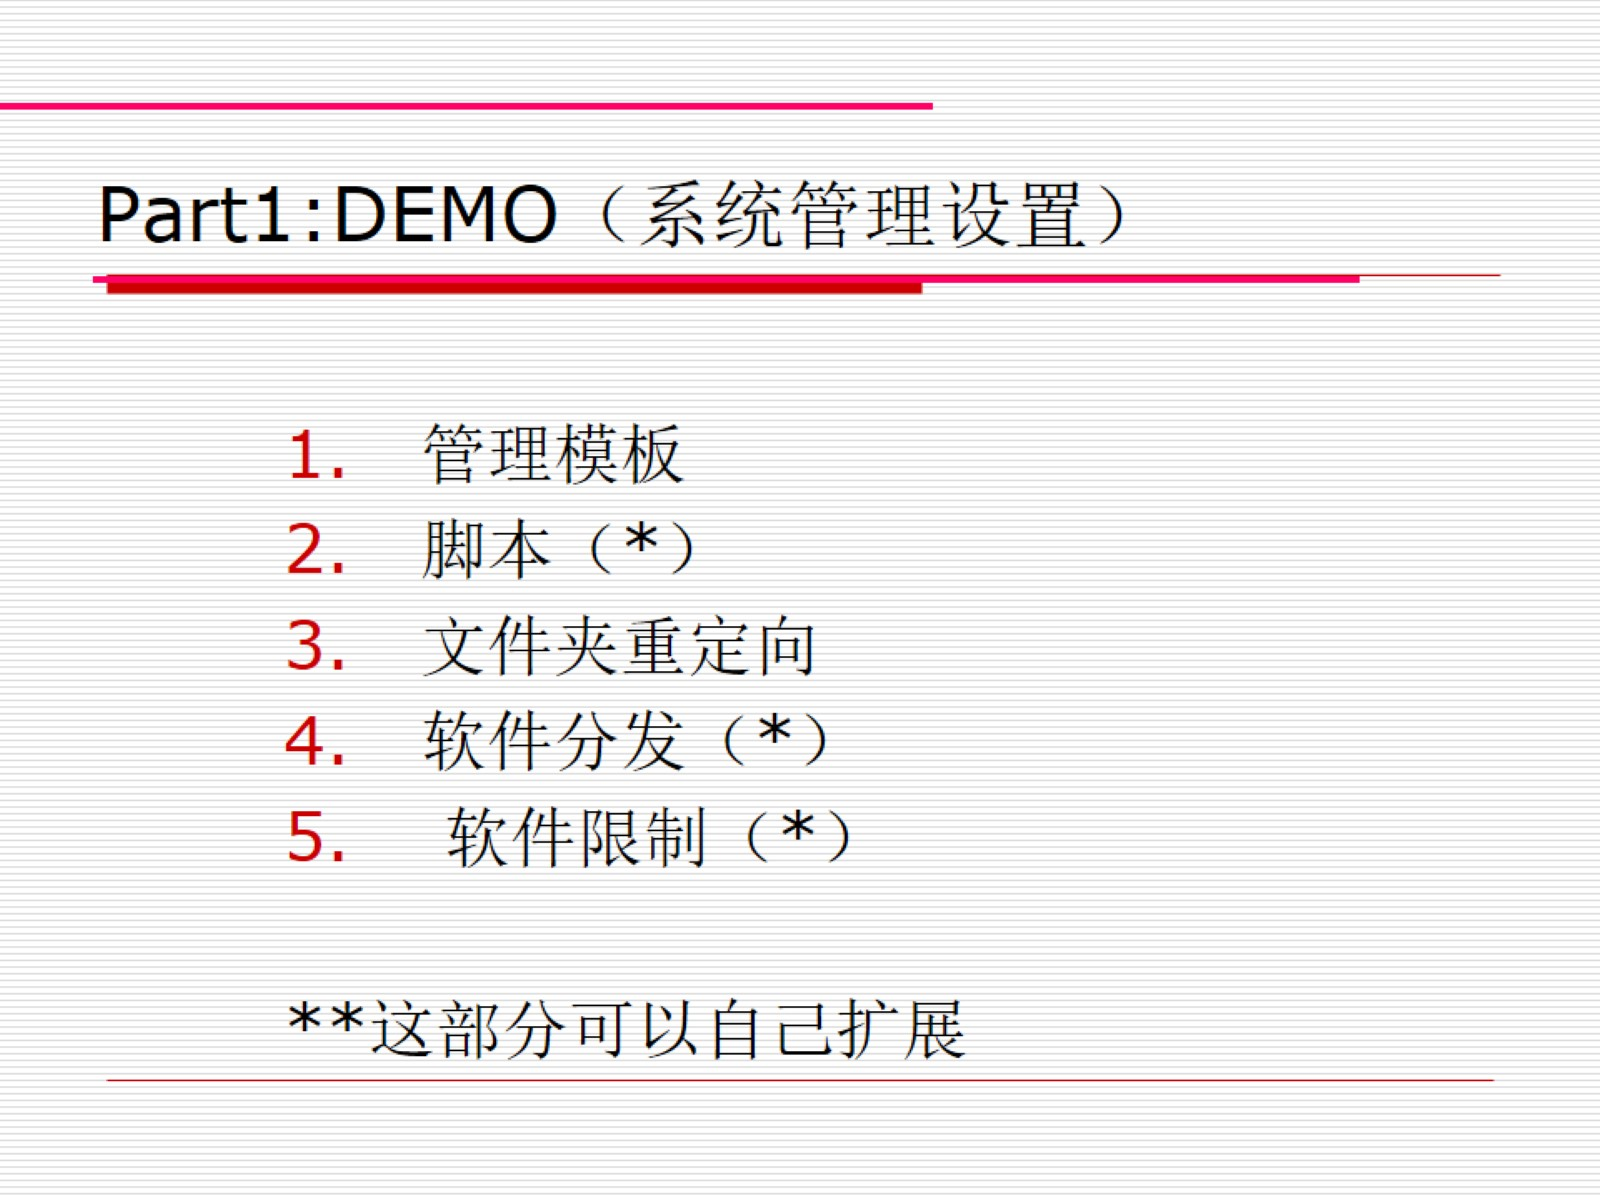 Part1:DEMO（系统管理设置）
1. 管理模板
2. 脚本（*）
3. 文件夹重定向
4. 软件分发（*）
5. 软件限制（*）
**这部分可以自己扩展